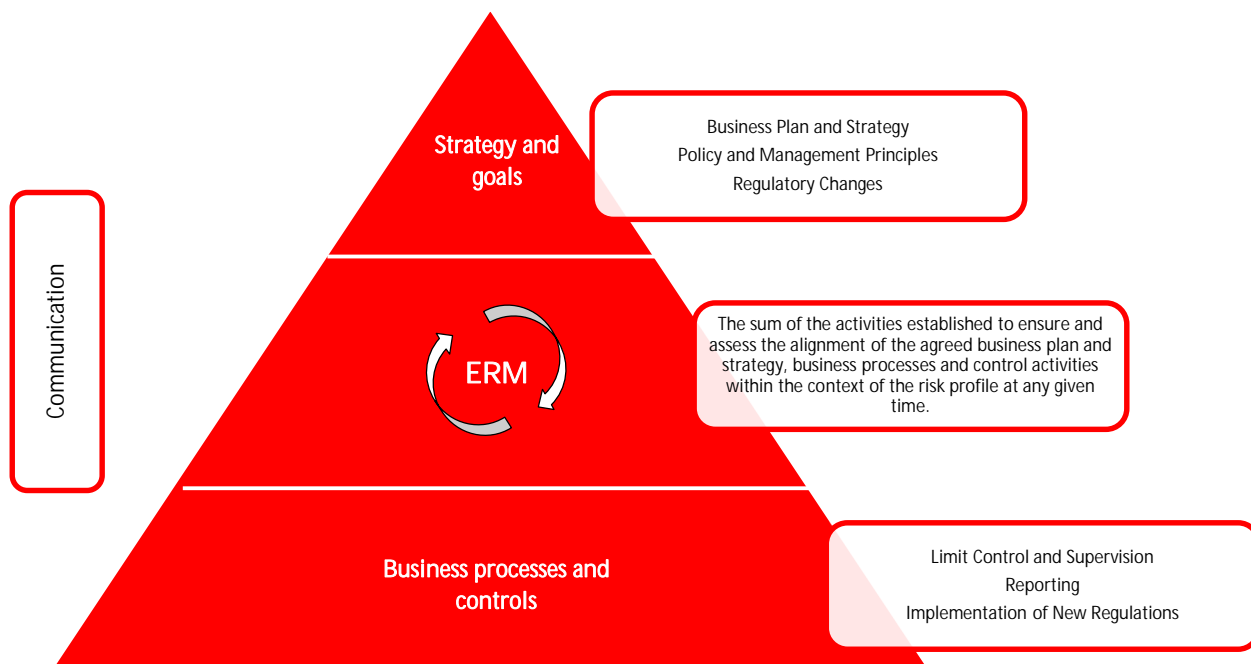 Strategy and
goals
Business Plan and Strategy
Policy and Management Principles
Regulatory Changes
Communication
ERM
The sum of the activities established to ensure and
assess the alignment of the agreed business plan and
strategy, business processes and control activities
within the context of the risk profile at any given
time.
Business processes and
controls
Limit Control and Supervision
Reporting
Implementation of New Regulations